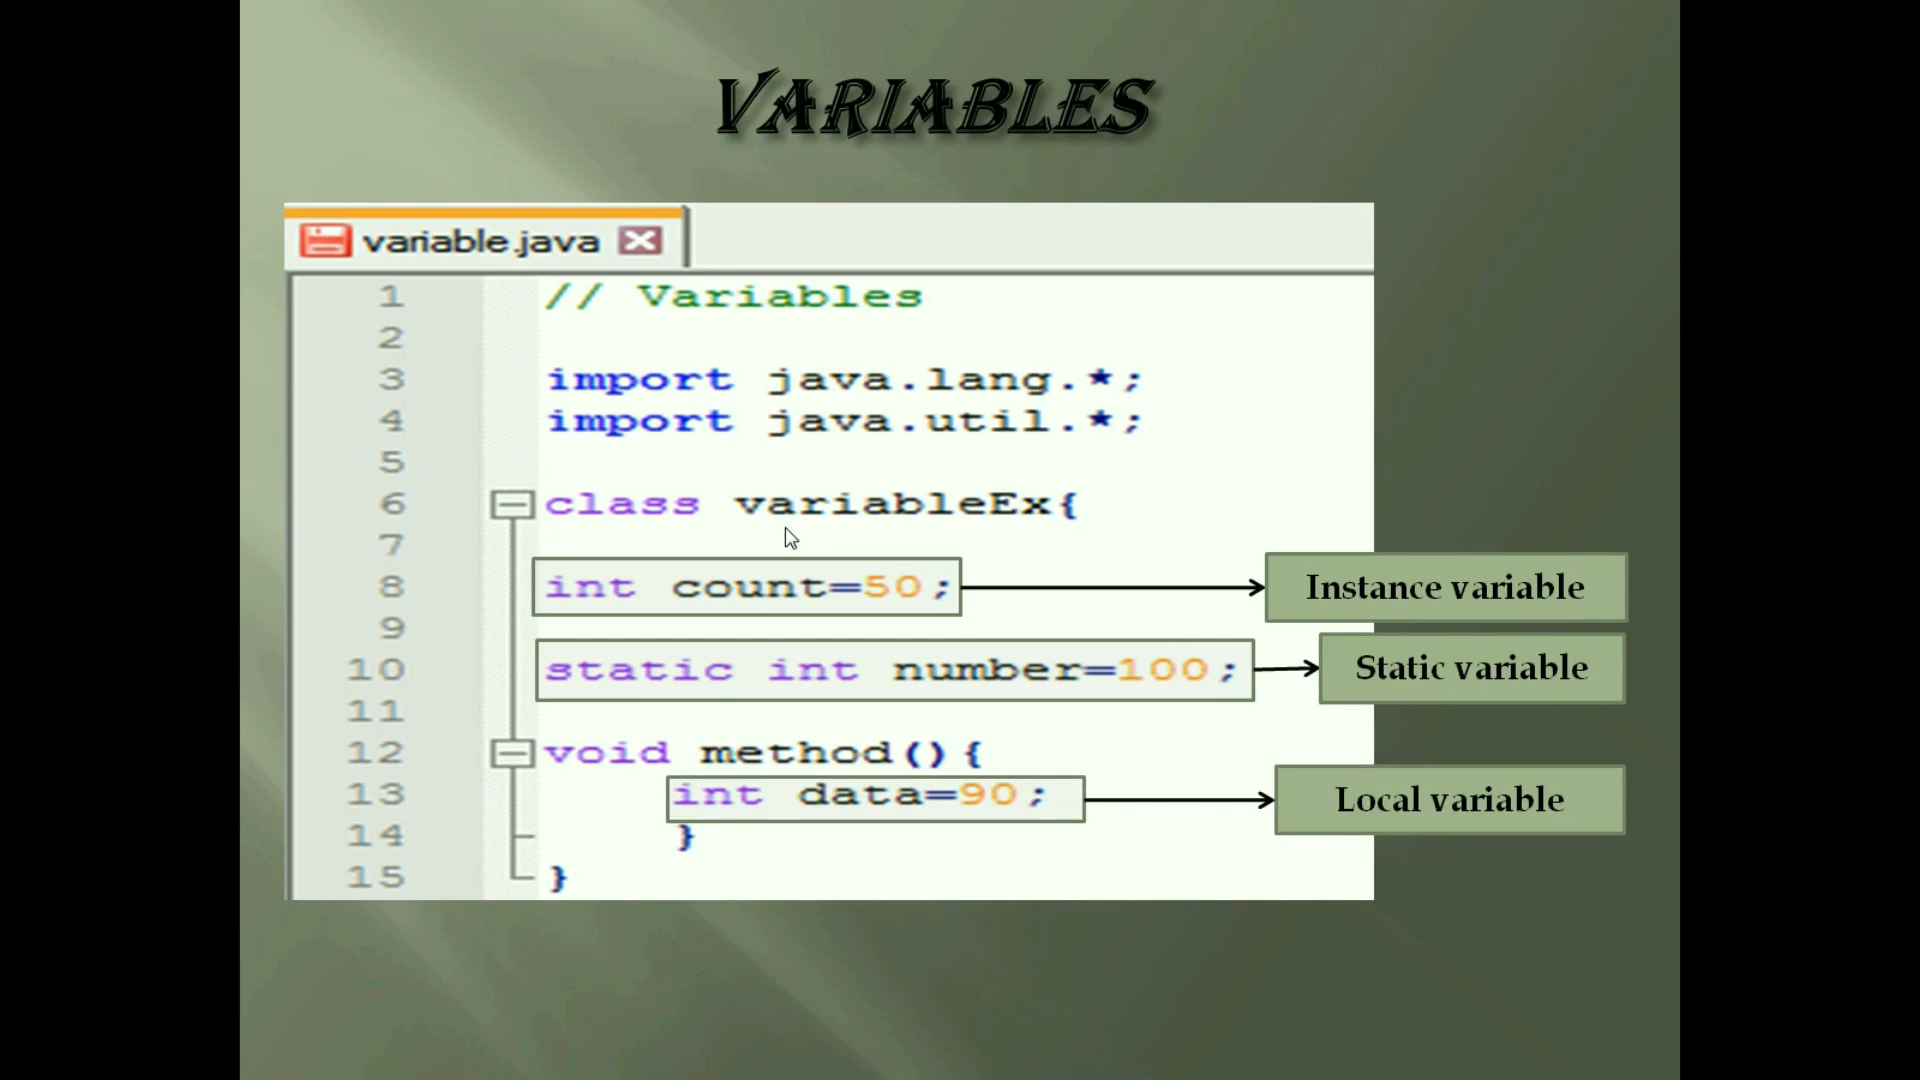 VARIABLES
variable.java
1 // Variables
2
3 import java.lang.*;
4 import java.util.*;
5
6 class variableEx{
7
8 int count=50; Instance variable
9
10 static int number=100; Static variable
11
12 void method(){
13 int data=90; Local variable
14 }
15 }